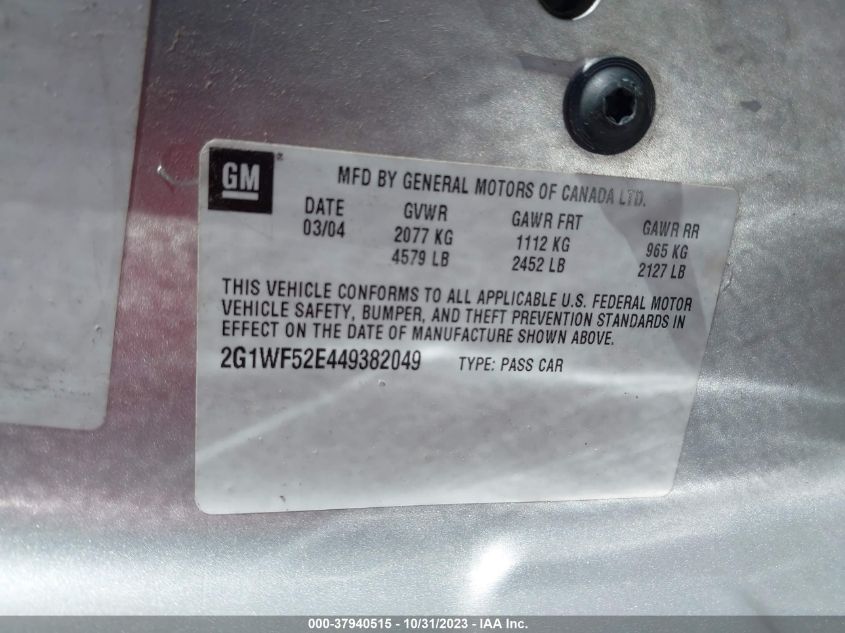 GM®
MFD BY GENERAL MOTORS OF CANADA LTD.
DATE GVWR GAWR FRT GAWR RR
03/04 2077 KG 1112 KG 965 KG
4579 LB 2452 LB 2127 LB
THIS VEHICLE CONFORMS TO ALL APPLICABLE U.S. FEDERAL MOTOR
VEHICLE SAFETY, BUMPER, AND THEFT PREVENTION STANDARDS IN
EFFECT ON THE DATE OF MANUFACTURE SHOWN ABOVE.
2G1WF52E449382049 TYPE: PASS CAR
000-37940515 - 10/31/2023 - IAA Inc.